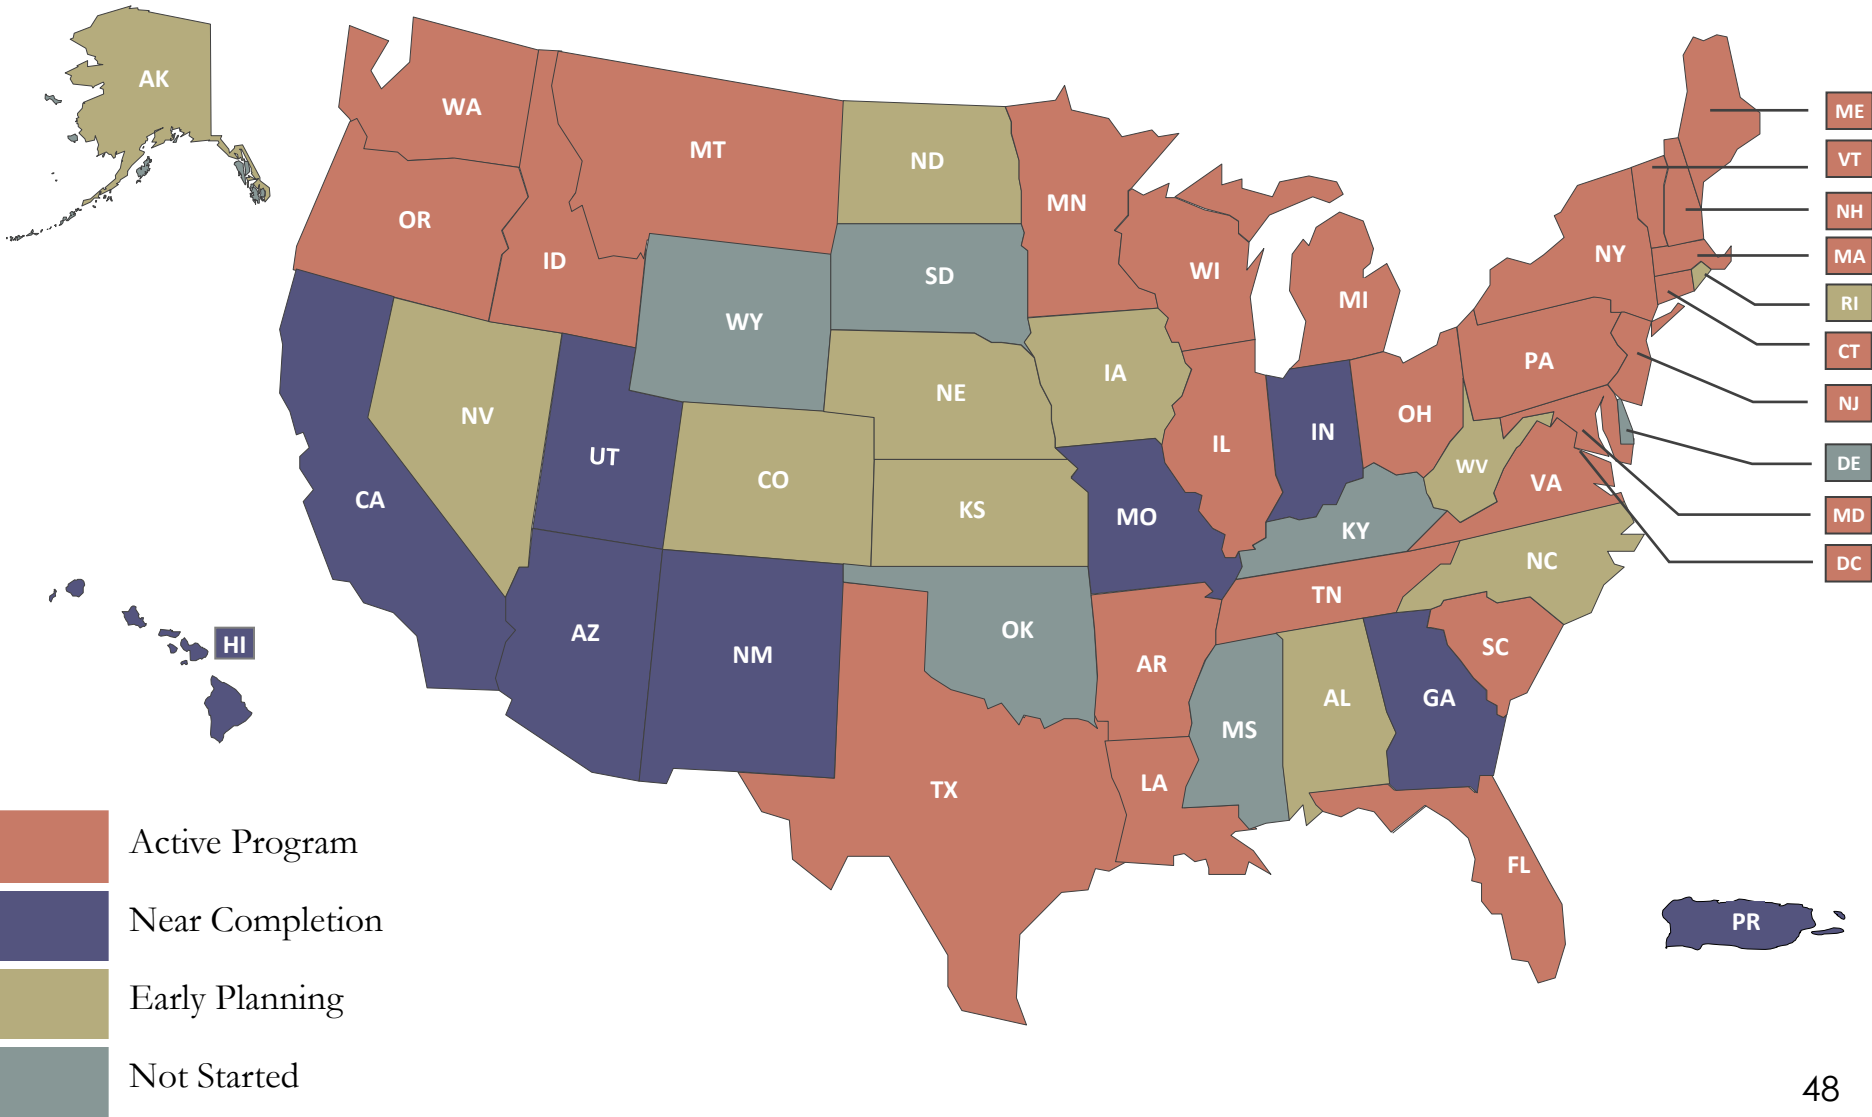 AK
WA
MT
ND
MN
OR
ID
WY
SD
WI
MI
NY
ME
VT
NH
MA
RI
CT
NJ
DE
MD
DC
NV
UT
CA
CO
NE
IA
KS
MO
IL
IN
OH
PA
WV
VA
KY
NC
TN
SC
AZ
NM
OK
AR
MS
AL
GA
TX
LA
FL
HI
PR
Active Program
Near Completion
Early Planning
Not Started
48